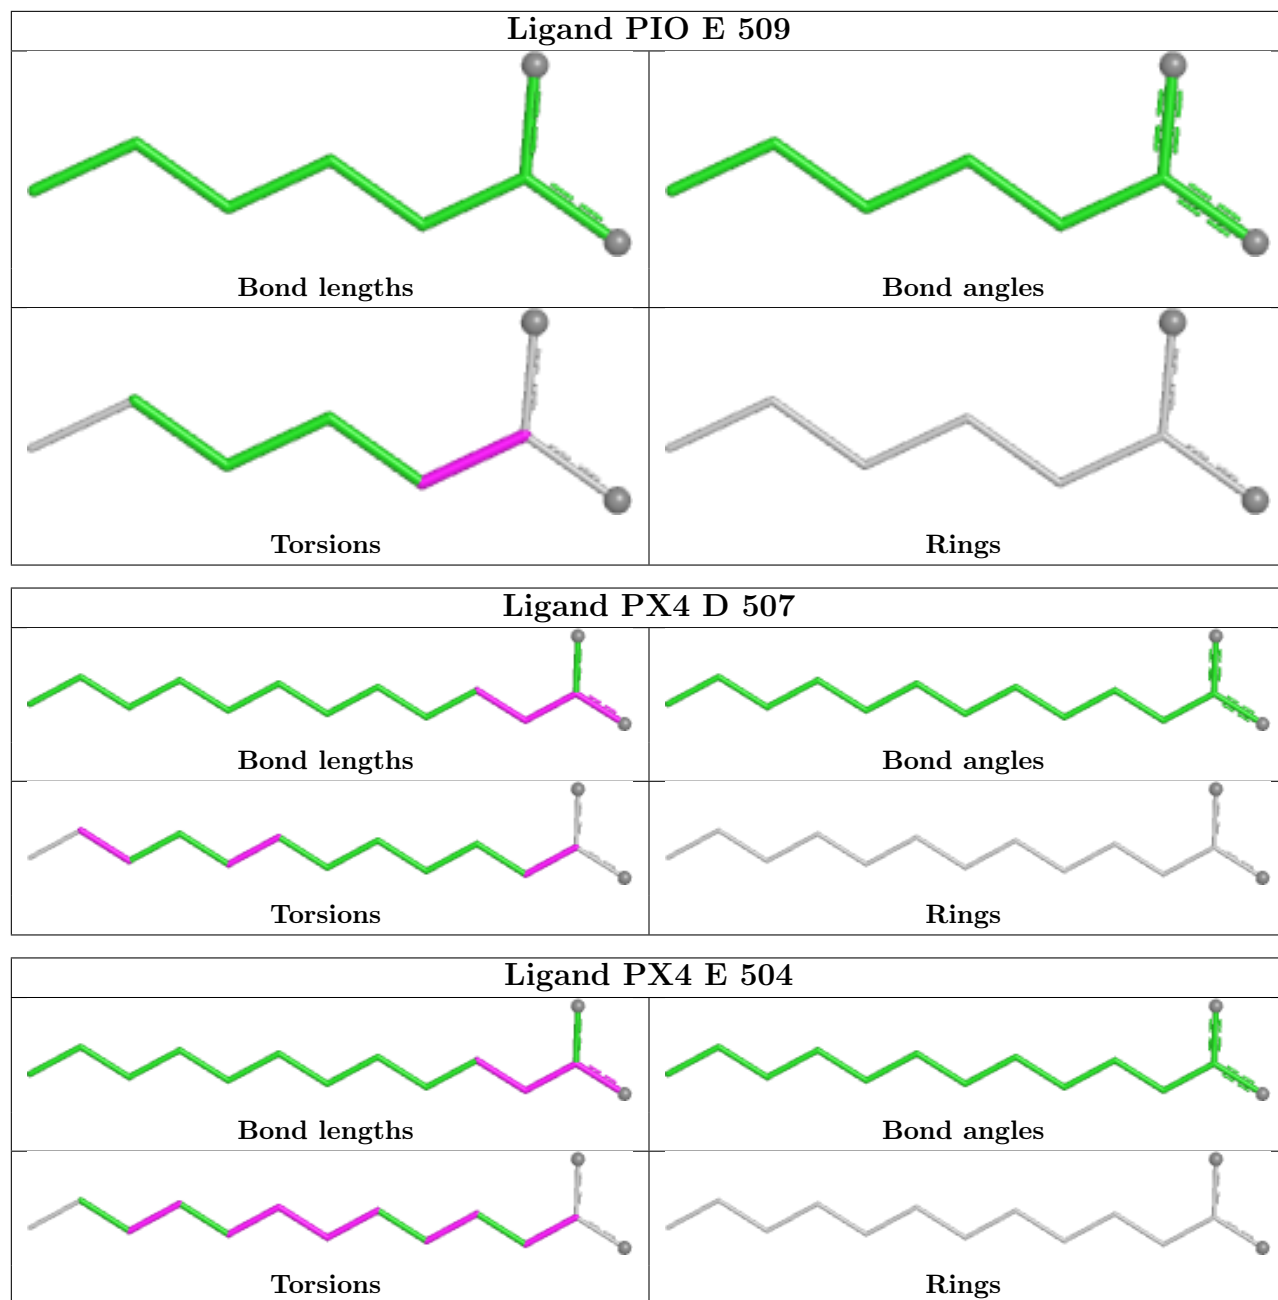 Ligand PIO E 509
Bond lengths
Bond angles
Torsions
Rings
Ligand PX4 D 507
Bond lengths
Bond angles
Torsions
Rings
Ligand PX4 E 504
Bond lengths
Bond angles
Torsions
Rings